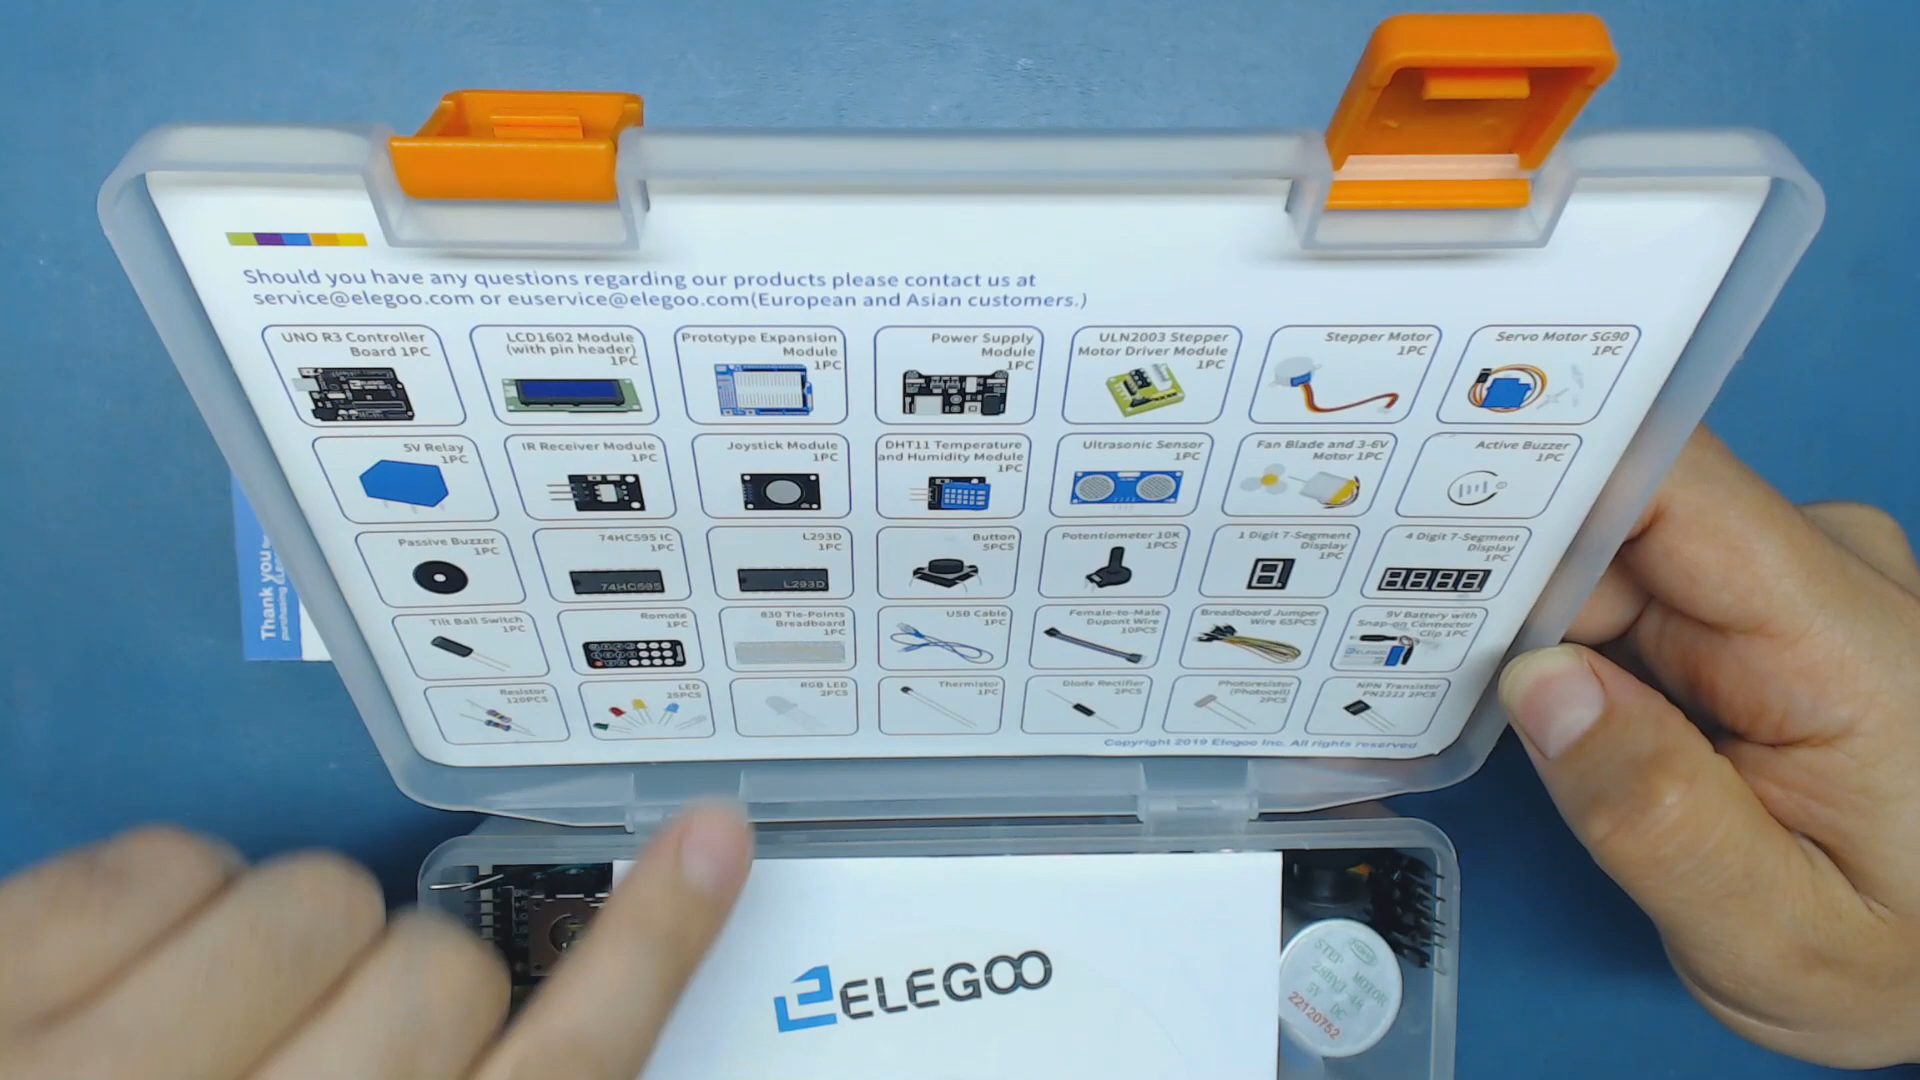 Should you have any questions regarding our products please contact us at
service@elegoo.com or euservice@elegoo.com(European and Asian customers.)
UNO R3 Controller
Board 1PC
LCD1602 Module
(with pin header)
1PC
Prototype Expansion
Module
1PC
Power Supply
Module
1PC
ULN2003 Stepper
Motor Driver Module
1PC
Stepper Motor
1PC
Servo Motor SG90
1PC
5V Relay
1PC
IR Receiver Module
1PC
Joystick Module
1PC
DHT11 Temperature
and Humidity Module
1PC
Ultrasonic Sensor
1PC
Fan Blade and 3-6V
Motor 1PC
Active Buzzer
1PC
Passive Buzzer
1PC
74HC595 IC
1PC
74HC595
L293D
1PC
L293D
Button
5PCS
Potentiometer 10K
1PCS
1 Digit 7-Segment
Display
1PC
4 Digit 7-Segment
Display
1PC
Tilt Ball Switch
1PC
Romote
1PC
830 Tie-Points
Breadboard
1PC
USB Cable
1PC
Female-to-Male
Dupont Wire
10PCS
Breadboard Jumper
Wire 65PCS
9V Battery with
Snap-on Connector
Clip 1PC
Resistor
120PCS
LED
25PCS
RGB LED
2PCS
Thermistor
1PC
Diode Rectifier
2PCS
Photoresistor
(Photocell)
2PCS
NPN Transistor
PN2222 2PCS
Copyright 2019 Elegoo Inc. All rights reserved
Thank you
purchasing
ELEGOO
STEP MOTOR
28BYJ-48
5V DC
22120752